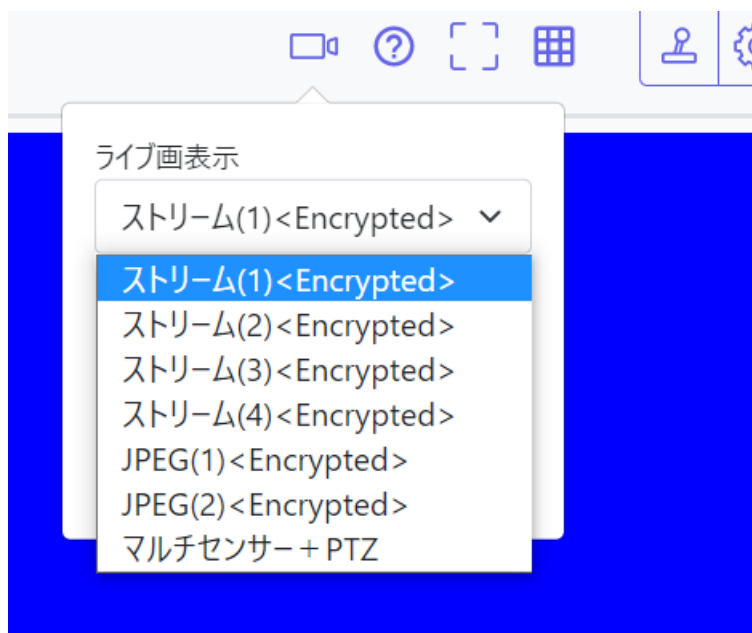 ライブ画表示
ストリーム(1)<Encrypted>
ストリーム(1)<Encrypted>
ストリーム(2)<Encrypted>
ストリーム(3)<Encrypted>
ストリーム(4)<Encrypted>
JPEG(1)<Encrypted>
JPEG(2)<Encrypted>
マルチセンサー＋PTZ